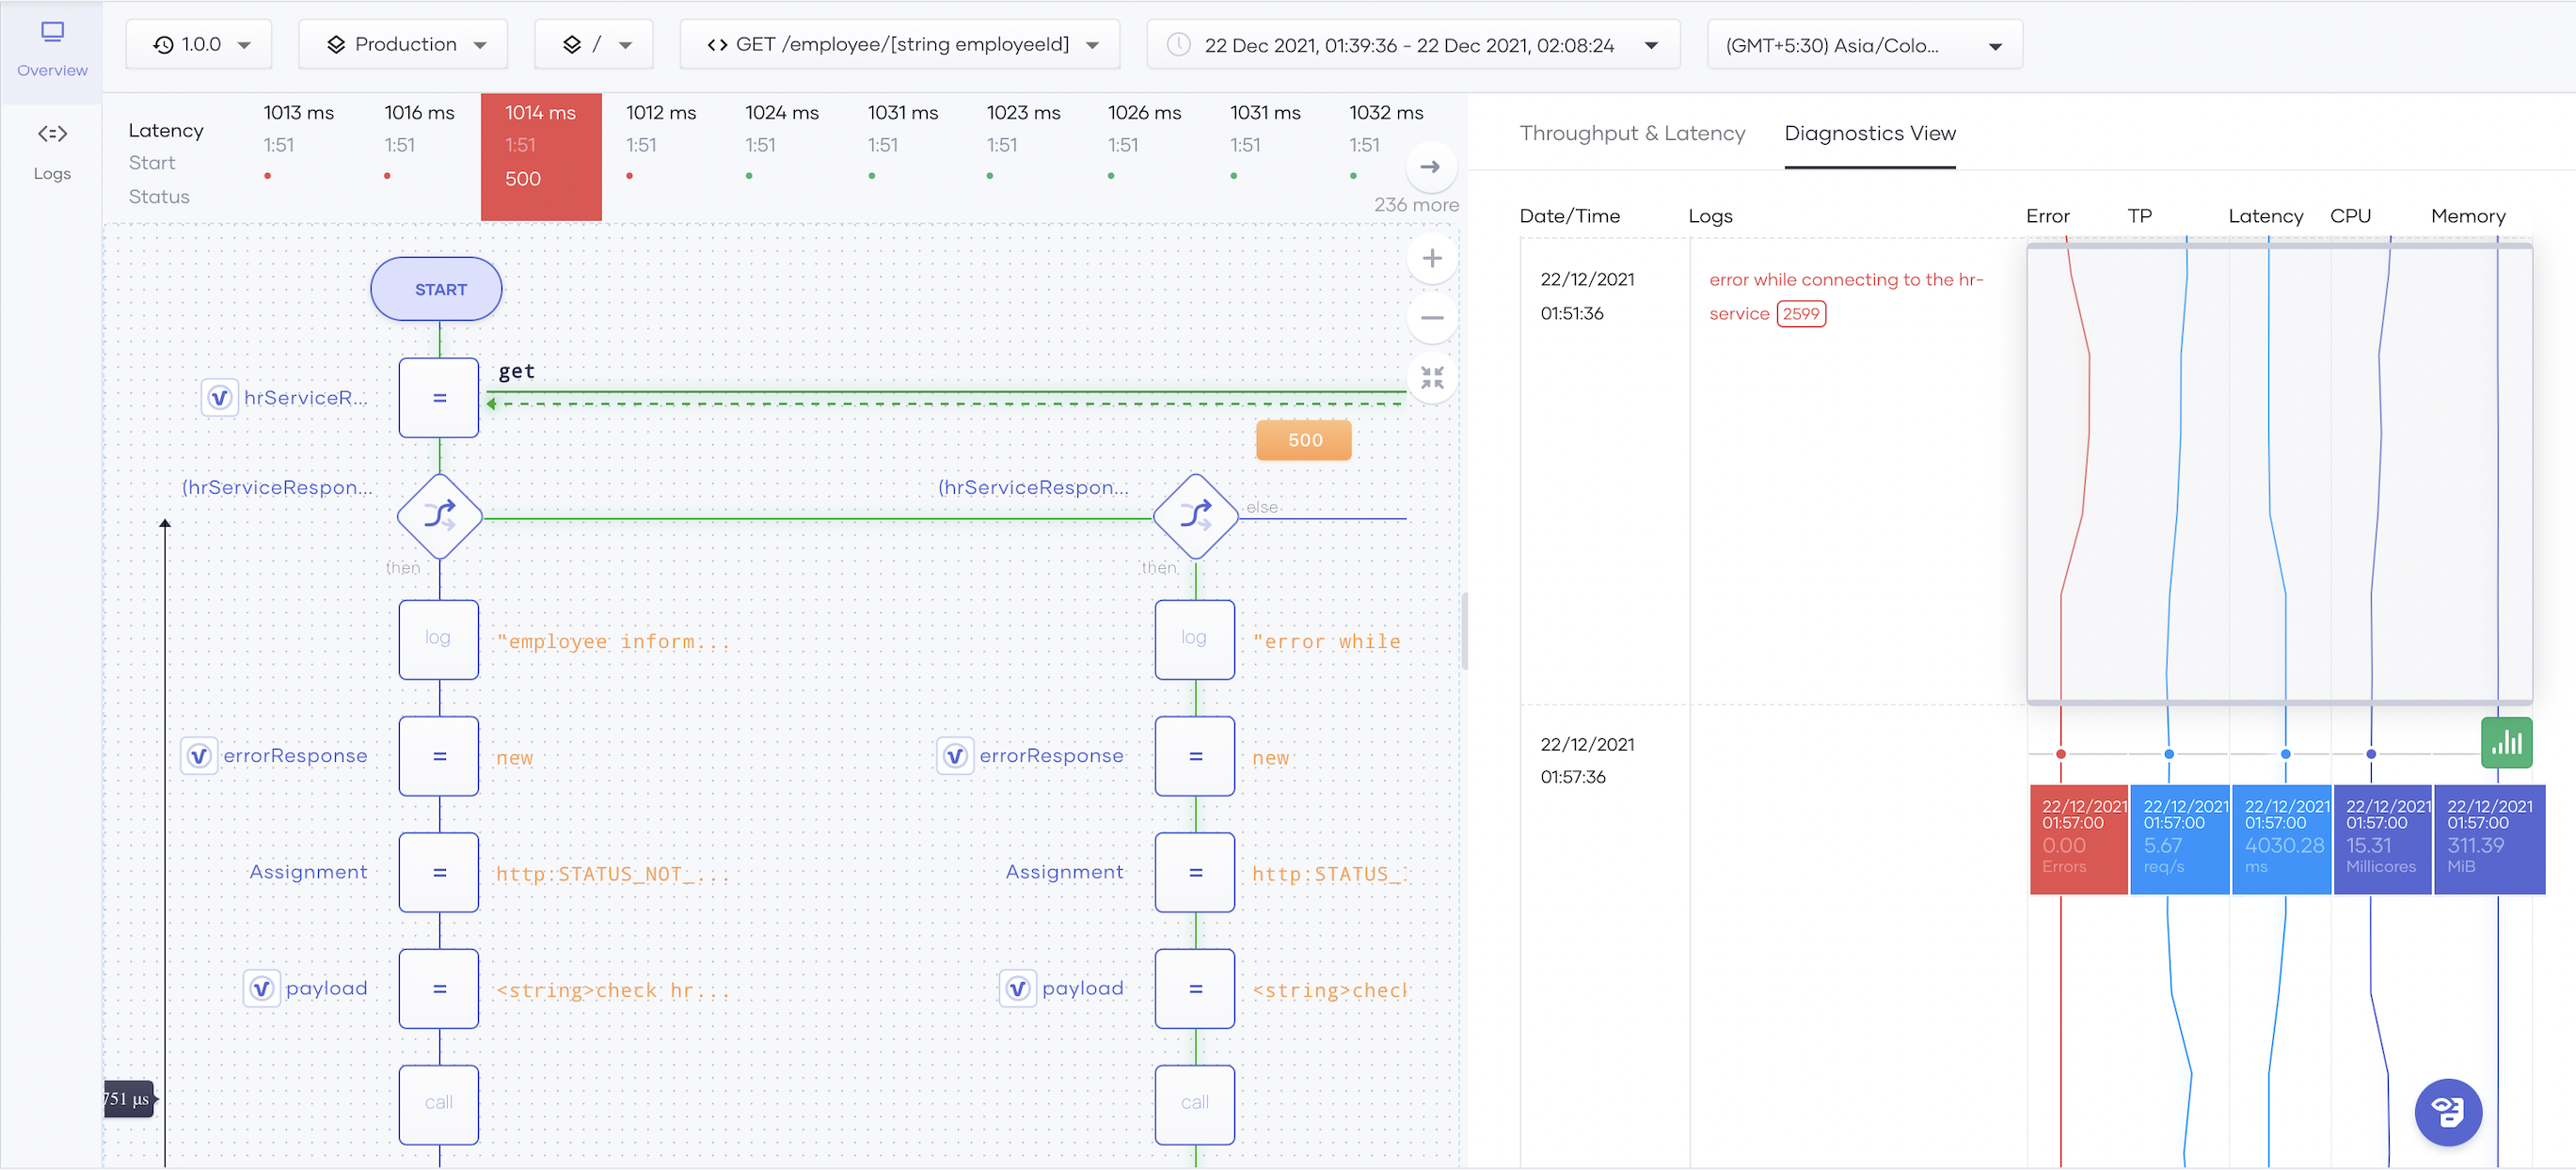 Overview
Logs
1.0.0
Production
/
GET /employee/[string employeeId]
22 Dec 2021, 01:39:36 - 22 Dec 2021, 02:08:24
(GMT+5:30) Asia/Colo...
Latency 1013 ms 1016 ms 1014 ms 1012 ms 1024 ms 1031 ms 1023 ms 1026 ms 1031 ms 1032 ms
Start 1:51 1:51 1:51 1:51 1:51 1:51 1:51 1:51 1:51 1:51
Status 500
236 more
START
get
hrServiceR... =
500
(hrServiceRespon... (hrServiceRespon...
else
then then
log "employee inform... log "error while
errorResponse = new errorResponse = new
Assignment = http:STATUS_NOT_... Assignment = http:STATUS_
payload = <string>check hr... payload = <string>check
751 µs
call call
Throughput & Latency Diagnostics View
Date/Time Logs Error TP Latency CPU Memory
22/12/2021
01:51:36
error while connecting to the hr-
service 2599
22/12/2021
01:57:36
22/12/2021 22/12/2021 22/12/2021 22/12/2021 22/12/2021
01:57:00 01:57:00 01:57:00 01:57:00 01:57:00
0.00 5.67 4030.28 15.31 311.39
Errors req/s ms Millicores MiB